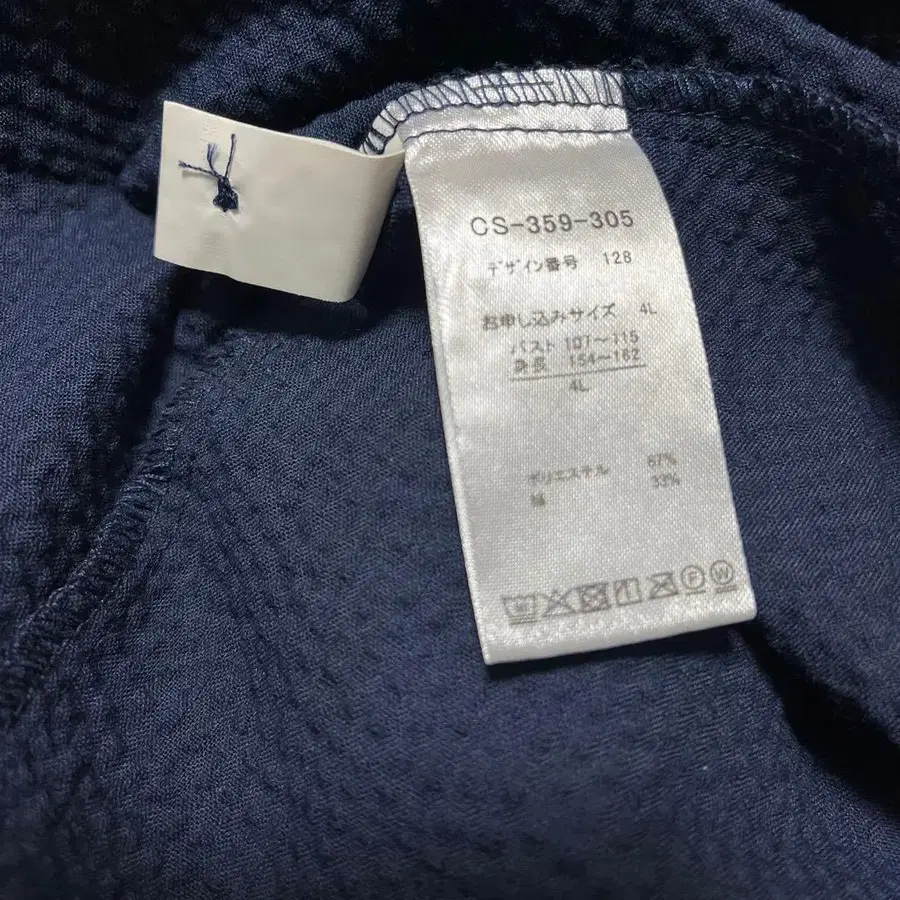 CS-359-305
デザイン番号 128
お申し込みサイズ 4L
バスト 107~115
身長 154~162
4L
ポリエステル 67%
綿 33%
F W